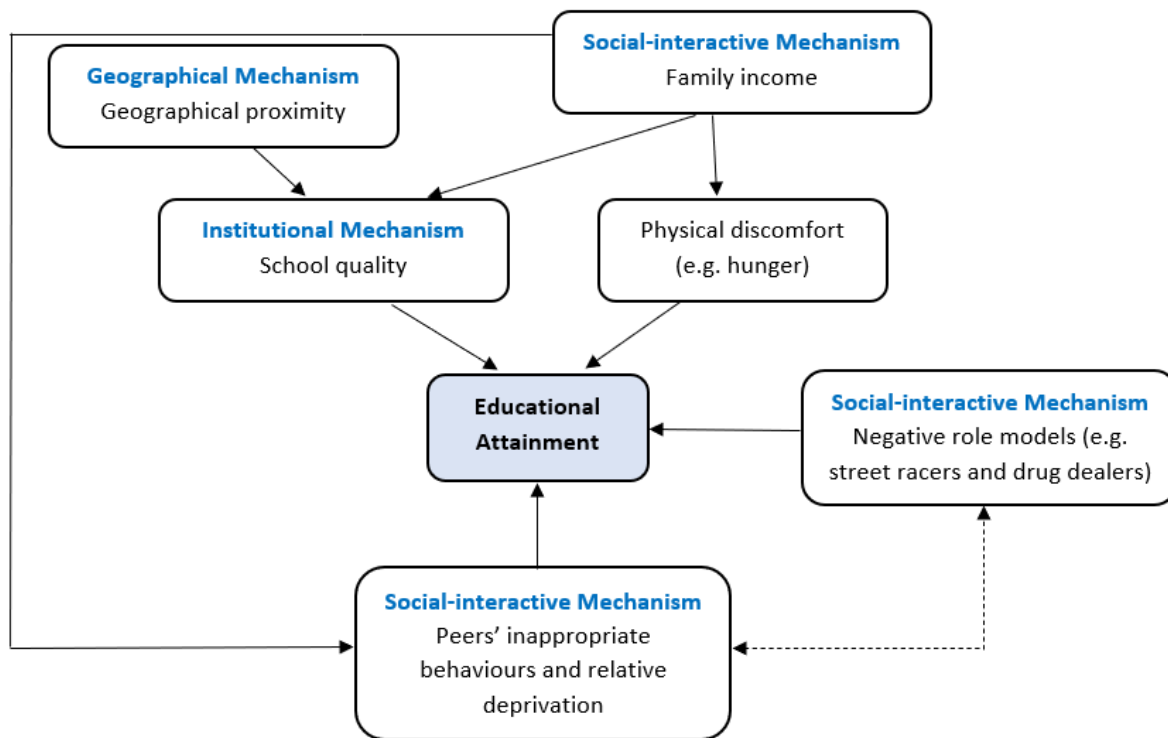 Social-interactive Mechanism
Family income
Geographical Mechanism
Geographical proximity
Institutional Mechanism
School quality
Physical discomfort
(e.g. hunger)
Educational
Attainment
Social-interactive Mechanism
Negative role models (e.g.
street racers and drug dealers)
Social-interactive Mechanism
Peers’ inappropriate
behaviours and relative
deprivation